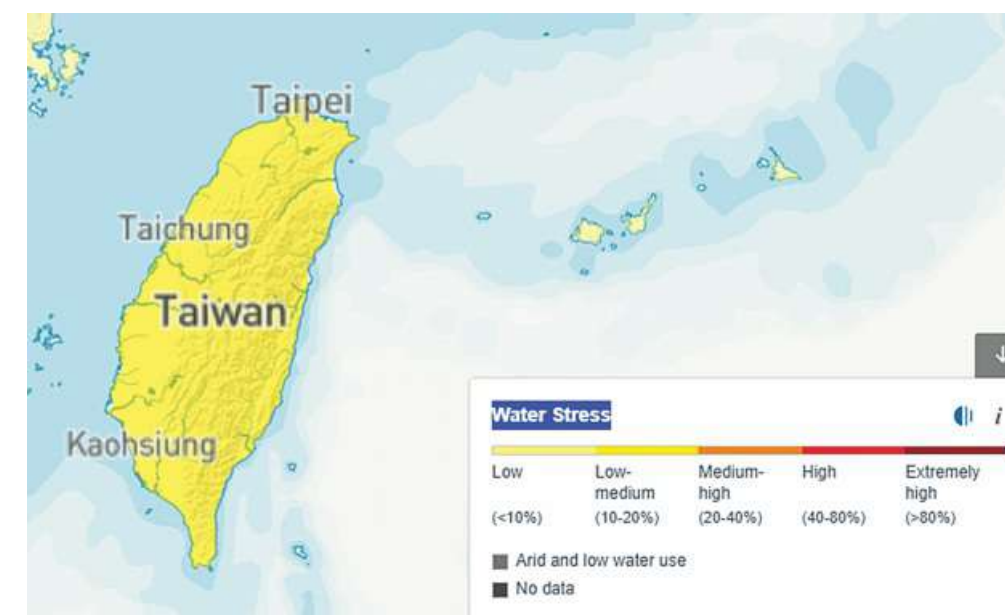 Taipei
Taichung
Taiwan
Kaohsiung
Water Stress
i
Low Low- Medium- High Extremely
medium high high
(<10%) (10-20%) (20-40%) (40-80%) (>80%)
Arid and low water use
No data